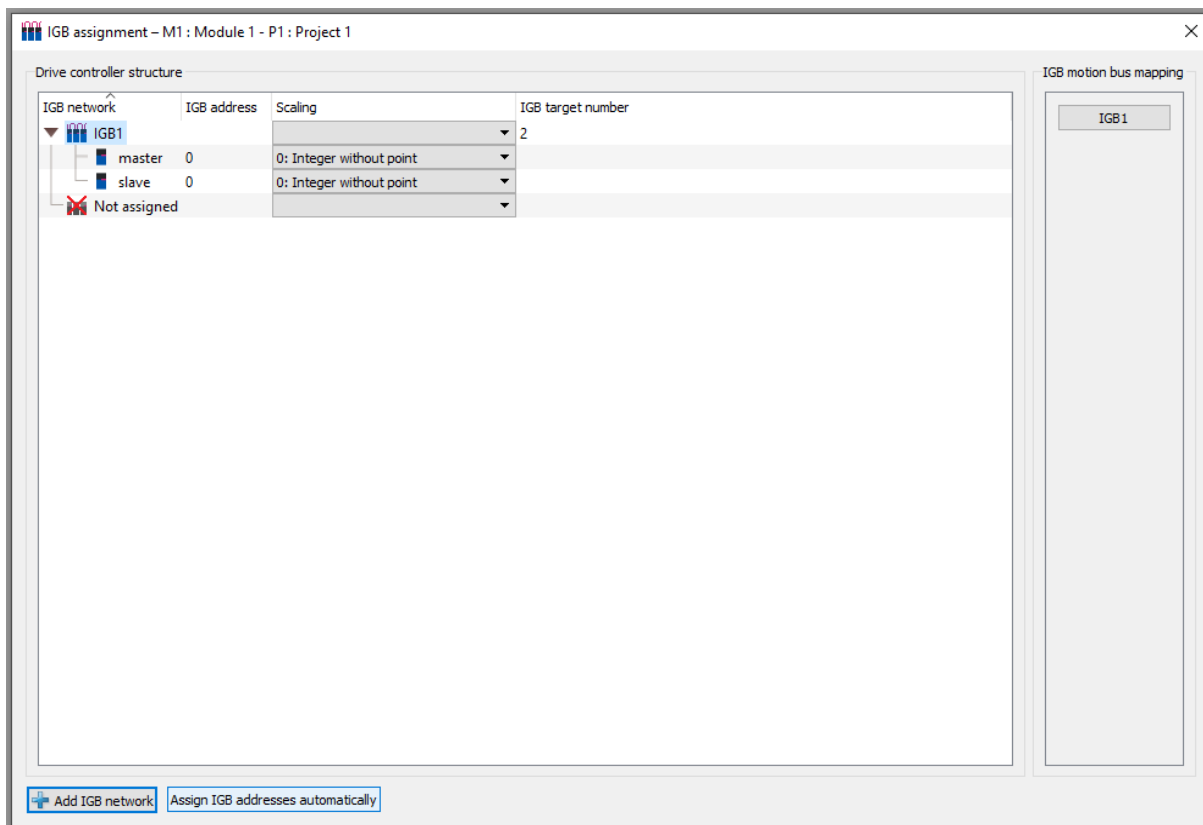 IGB assignment – M1 : Module 1 - P1 : Project 1
Drive controller structure
IGB motion bus mapping
IGB network IGB address Scaling IGB target number
IGB1 2
master 0 0: Integer without point
slave 0 0: Integer without point
Not assigned
IGB1
Add IGB network Assign IGB addresses automatically